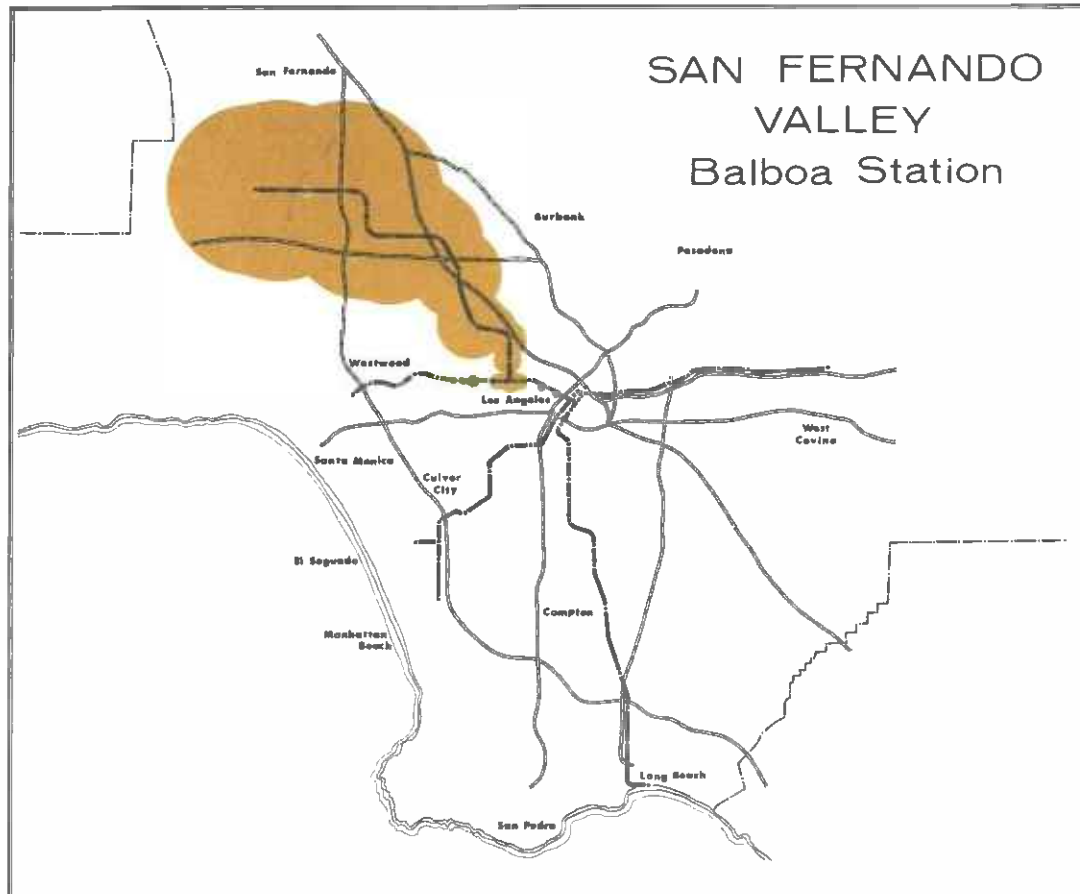 SAN FERNANDO
VALLEY
Balboa Station
San Fernando
Burbank
Pasadena
Westwood
Los Angeles
West
Covina
Santa Monica
Culver
City
El Segundo
Compton
Manhattan
Beach
Long Beach
San Pedro